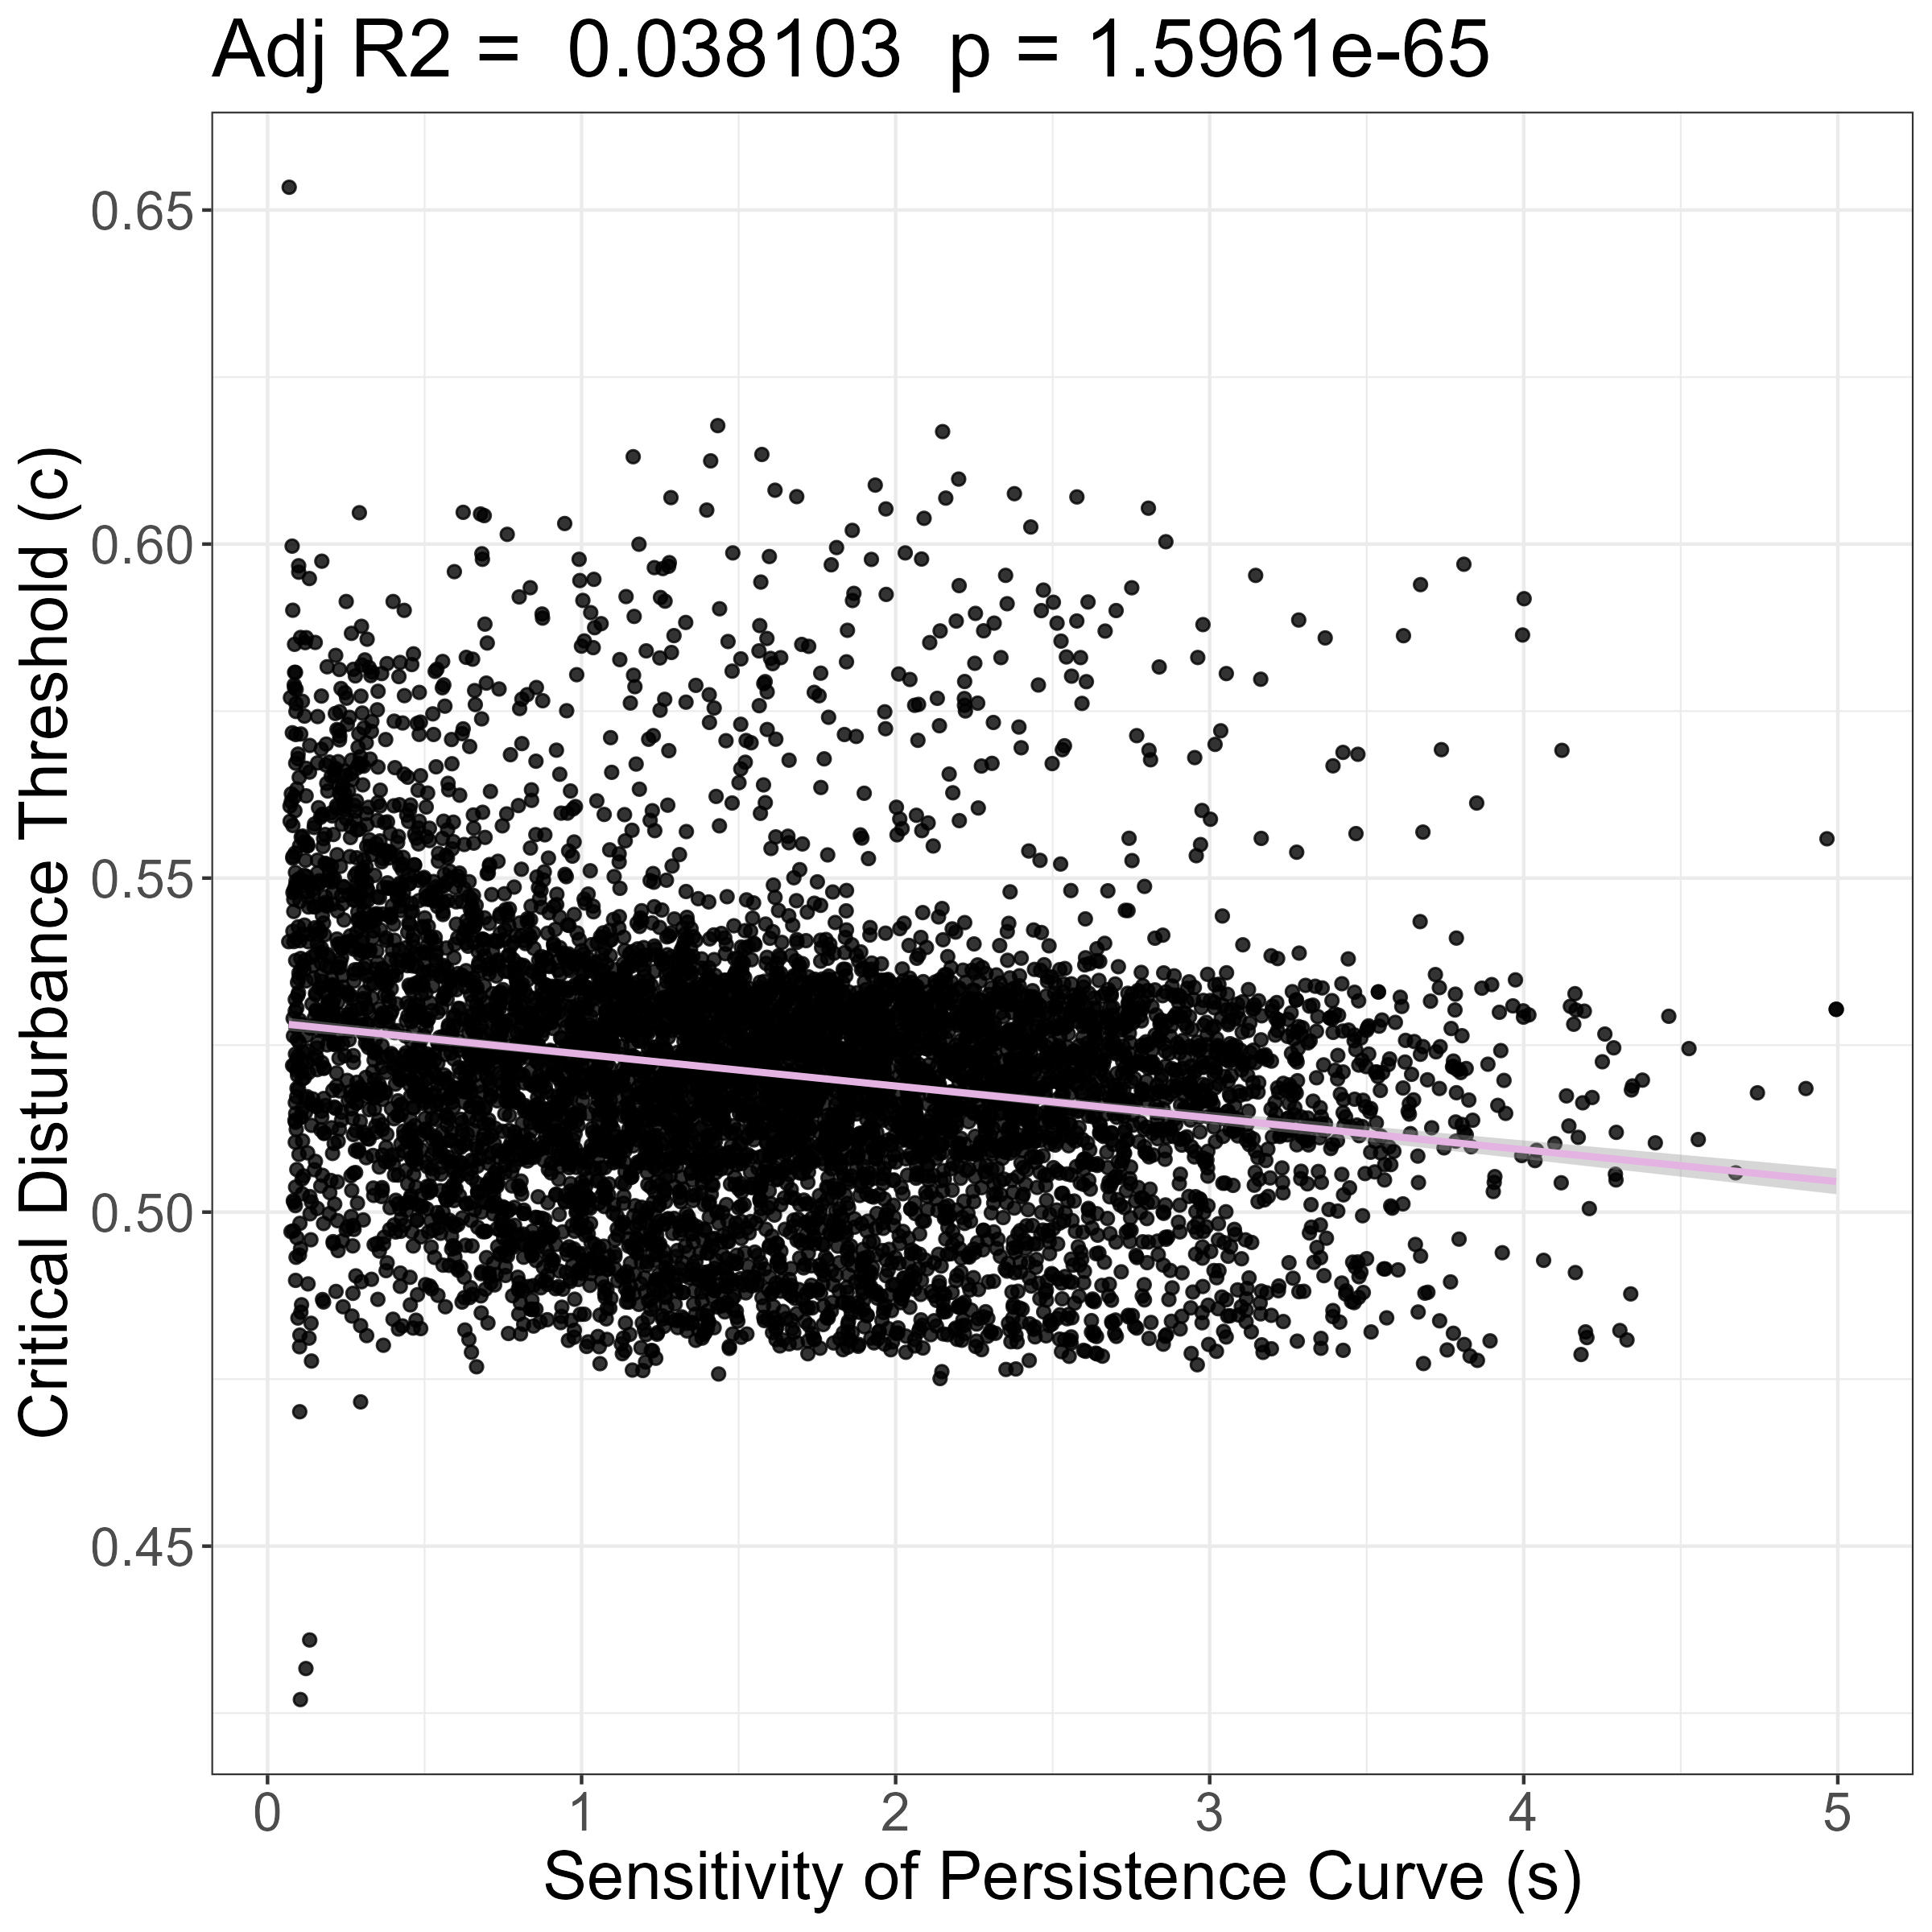 Adj R2 =  0.038103  p = 1.5961e-65
Critical Disturbance Threshold (c)
0.65
0.60
0.55
0.50
0.45
0 1 2 3 4 5
Sensitivity of Persistence Curve (s)